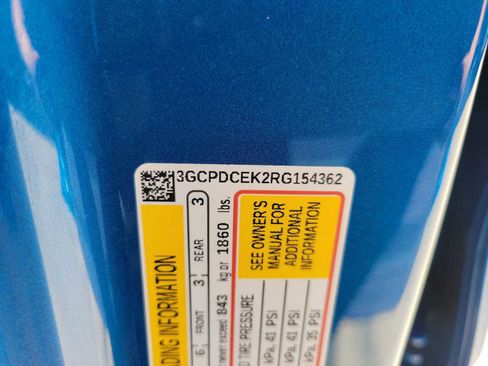 3GCPDCEK2RG154362
DING INFORMATION
6 FRONT 3 REAR 3
never exceed 843 kg or 1860 lbs.
SEE OWNER'S
MANUAL FOR
ADDITIONAL
INFORMATION
TIRE PRESSURE
kPa, 41 PSI
kPa, 41 PSI
kPa, 35 PSI